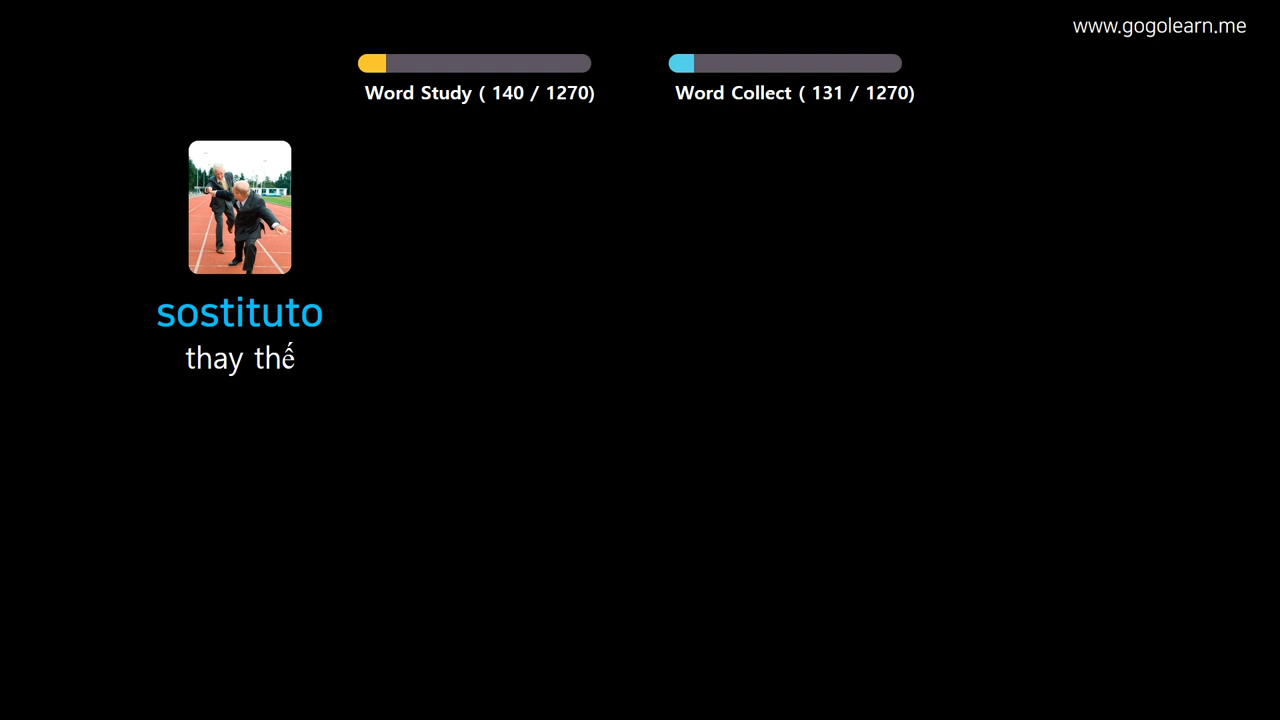 www.gogolearn.me
Word Study ( 140 / 1270)
Word Collect ( 131 / 1270)
sostituto
thay thế